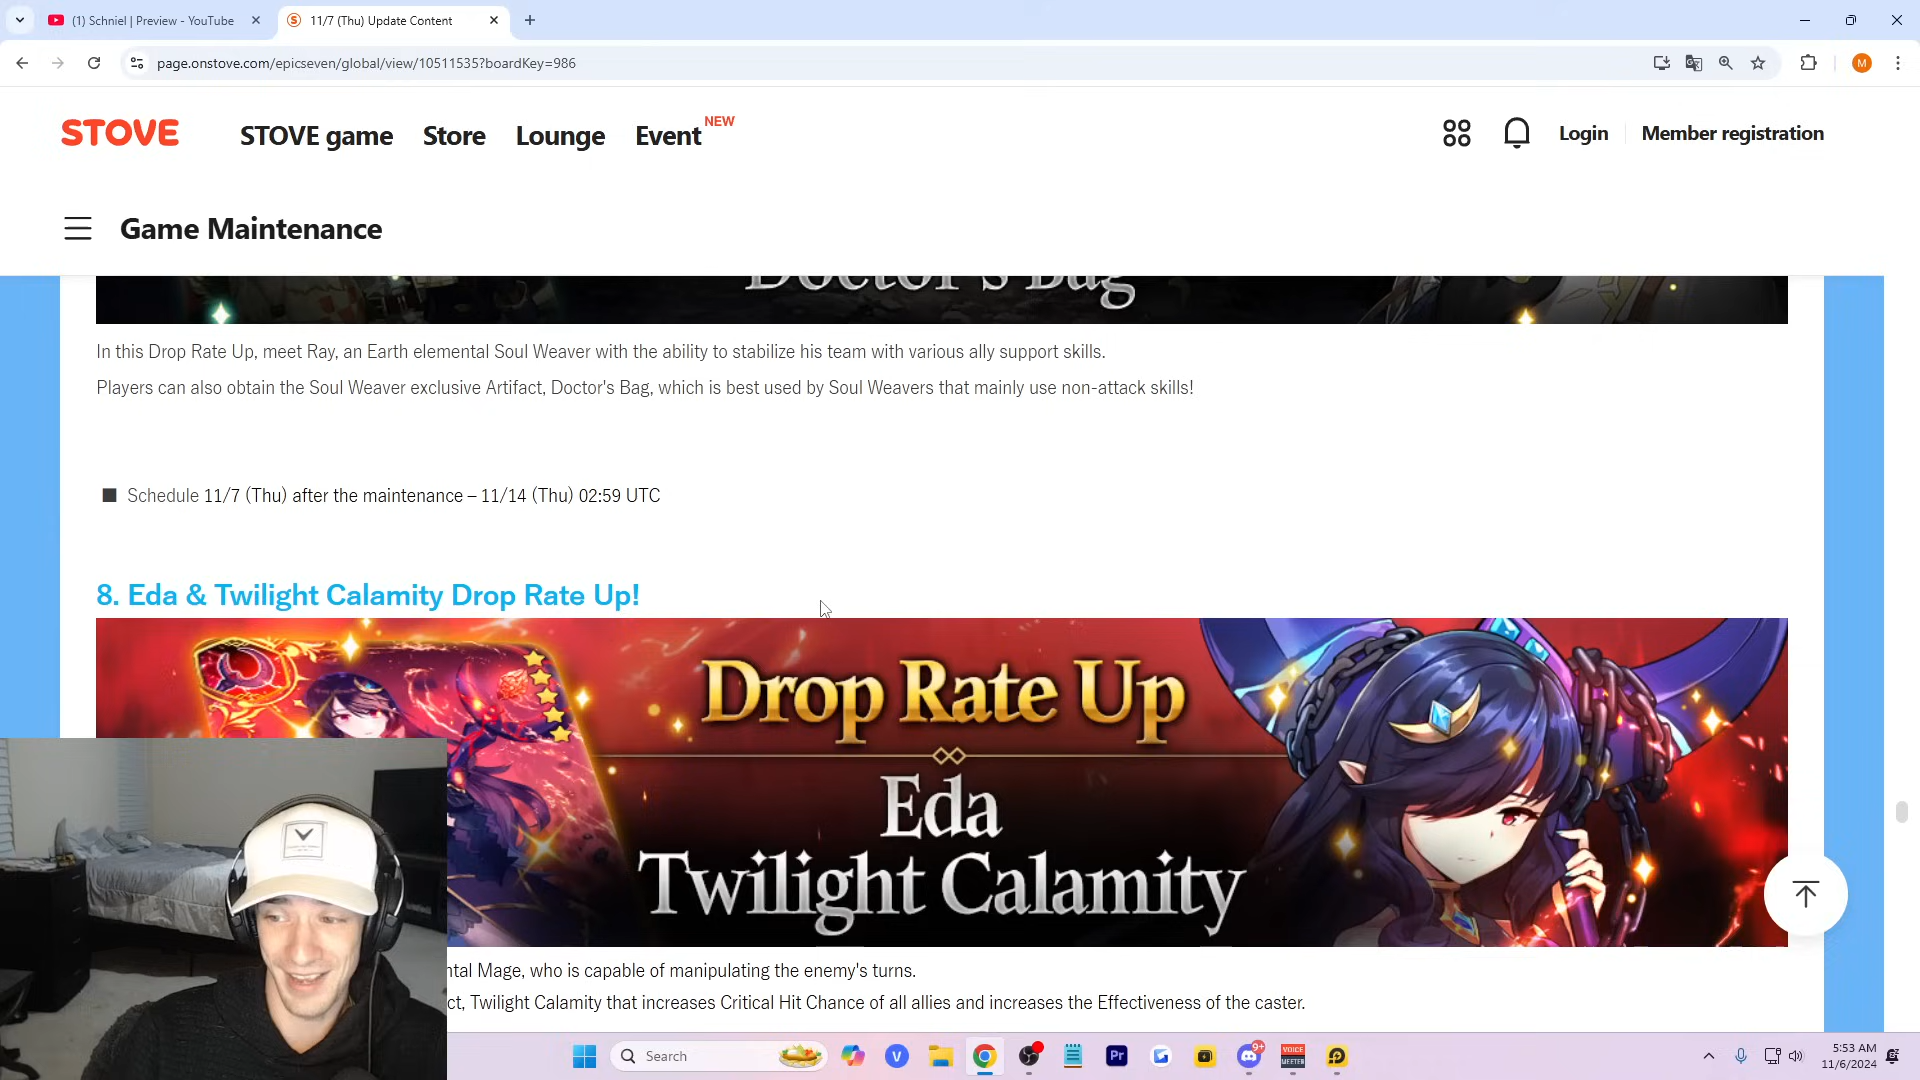 (1) Schniel | Preview - YouTube
11/7 (Thu) Update Content
page.onstove.com/epicseven/global/view/10511535?boardKey=986
M
STOVE
STOVE game
Store
Lounge
Event
NEW
Login
Member registration
Game Maintenance
Doctor's Bag
In this Drop Rate Up, meet Ray, an Earth elemental Soul Weaver with the ability to stabilize his team with various ally support skills.
Players can also obtain the Soul Weaver exclusive Artifact, Doctor's Bag, which is best used by Soul Weavers that mainly use non-attack skills!
■ Schedule 11/7 (Thu) after the maintenance – 11/14 (Thu) 02:59 UTC
8. Eda & Twilight Calamity Drop Rate Up!
Drop Rate Up
Eda
Twilight Calamity
ntal Mage, who is capable of manipulating the enemy's turns.
ct, Twilight Calamity that increases Critical Hit Chance of all allies and increases the Effectiveness of the caster.
Search
V
Pr
9+
VOICE
MEETER
5:53 AM
11/6/2024